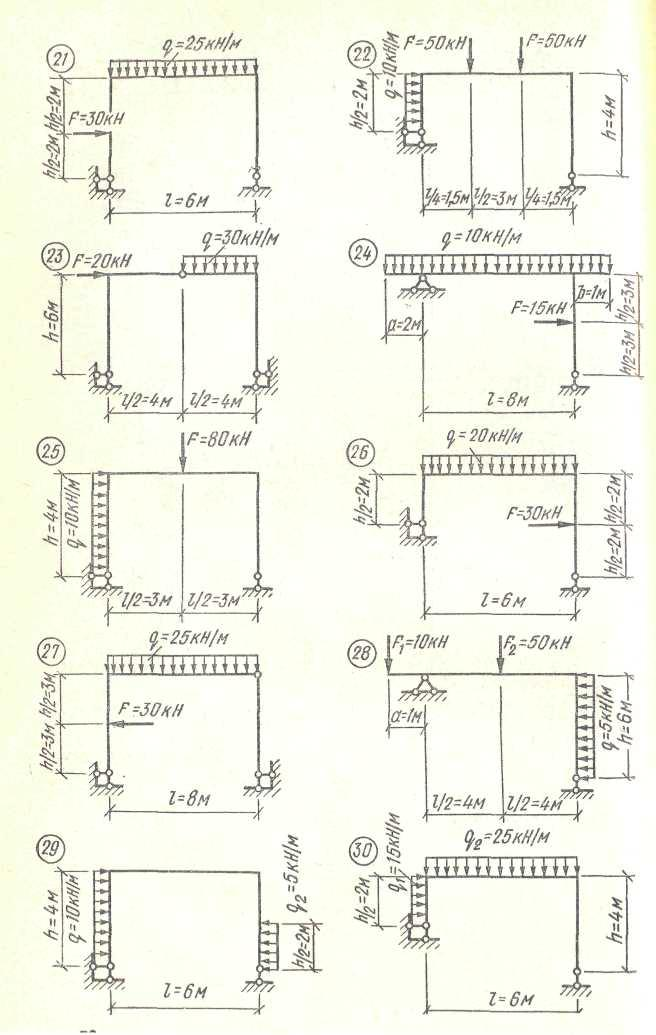 21
q=25кН/м
h/2=2м
h/2=2м
F=30кН
l=6м
22
F=50кН
F=50кН
q=10кН/м
h/2=2м
h=4м
l/4=1,5м
l/2=3м
l/4=1,5м
23
F=20кН
q=30кН/м
h=6м
l/2=4м
l/2=4м
24
q=10кН/м
a=2м
F=15кН
b=1м
h/2=3м
h/2=3м
l=8м
25
F=80кН
h=4м
q=10кН/м
l/2=3м
l/2=3м
26
q=20кН/м
h/2=2м
F=30кН
h/2=2м
h/2=2м
l=6м
27
q=25кН/м
h/2=3м
h/2=3м
F=30кН
l=8м
28
F1=10кН
F2=50кН
a=1м
q=5кН/м
h=6м
l/2=4м
l/2=4м
29
h=4м
q=10кН/м
q2=5кН/м
h/2=2м
l=6м
30
q1=15кН/м
q2=25кН/м
h/2=2м
h=4м
l=6м